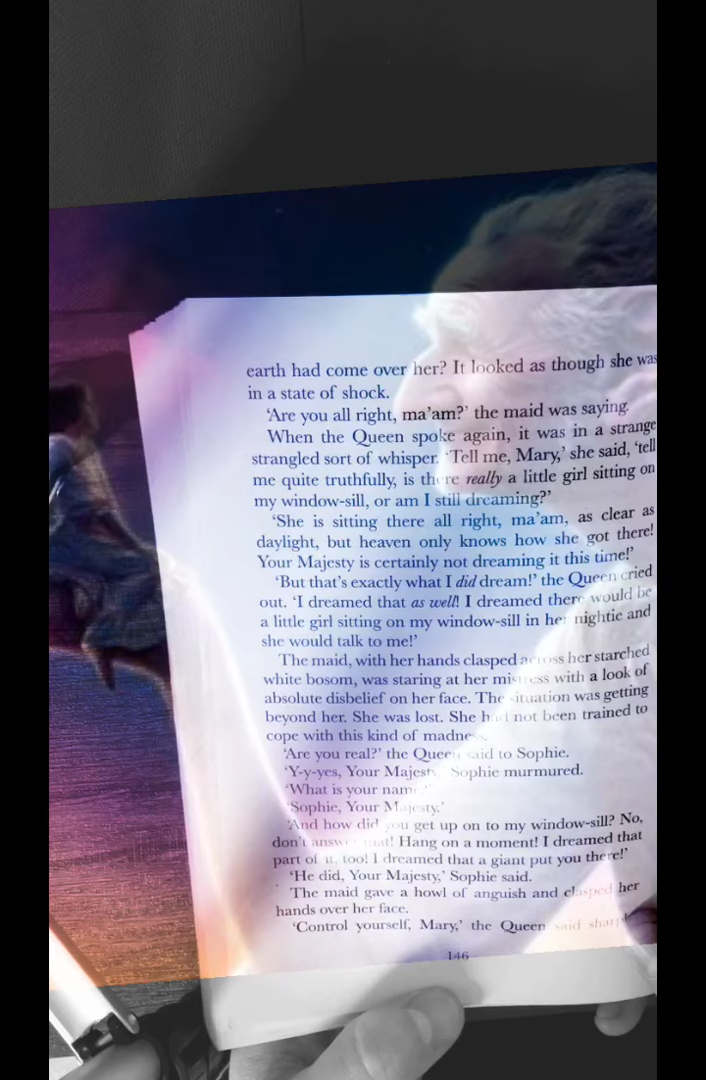 earth had come over her? It looked as though she was
in a state of shock.
‘Are you all right, ma’am?’ the maid was saying.
When the Queen spoke again, it was in a strange
strangled sort of whisper. ‘Tell me, Mary,’ she said, ‘tell
me quite truthfully, is there really a little girl sitting on
my window-sill, or am I still dreaming?’
‘She is sitting there all right, ma’am, as clear as
daylight, but heaven only knows how she got there!
Your Majesty is certainly not dreaming it this time!’
‘But that’s exactly what I did dream!’ the Queen cried
out. ‘I dreamed that as well! I dreamed there would be
a little girl sitting on my window-sill in her nightie and
she would talk to me!’
The maid, with her hands clasped across her starched
white bosom, was staring at her mistress with a look of
absolute disbelief on her face. The situation was getting
beyond her. She was lost. She had not been trained to
cope with this kind of madness.
‘Are you real?’ the Queen said to Sophie.
‘Y-y-yes, Your Majesty,’ Sophie murmured.
‘What is your name?’
‘Sophie, Your Majesty.’
‘And how did you get up on to my window-sill? No,
don’t answer that! Hang on a moment! I dreamed that
part of it, too! I dreamed that a giant put you there!’
‘He did, Your Majesty,’ Sophie said.
The maid gave a howl of anguish and clasped her
hands over her face.
‘Control yourself, Mary,’ the Queen said sharply
146